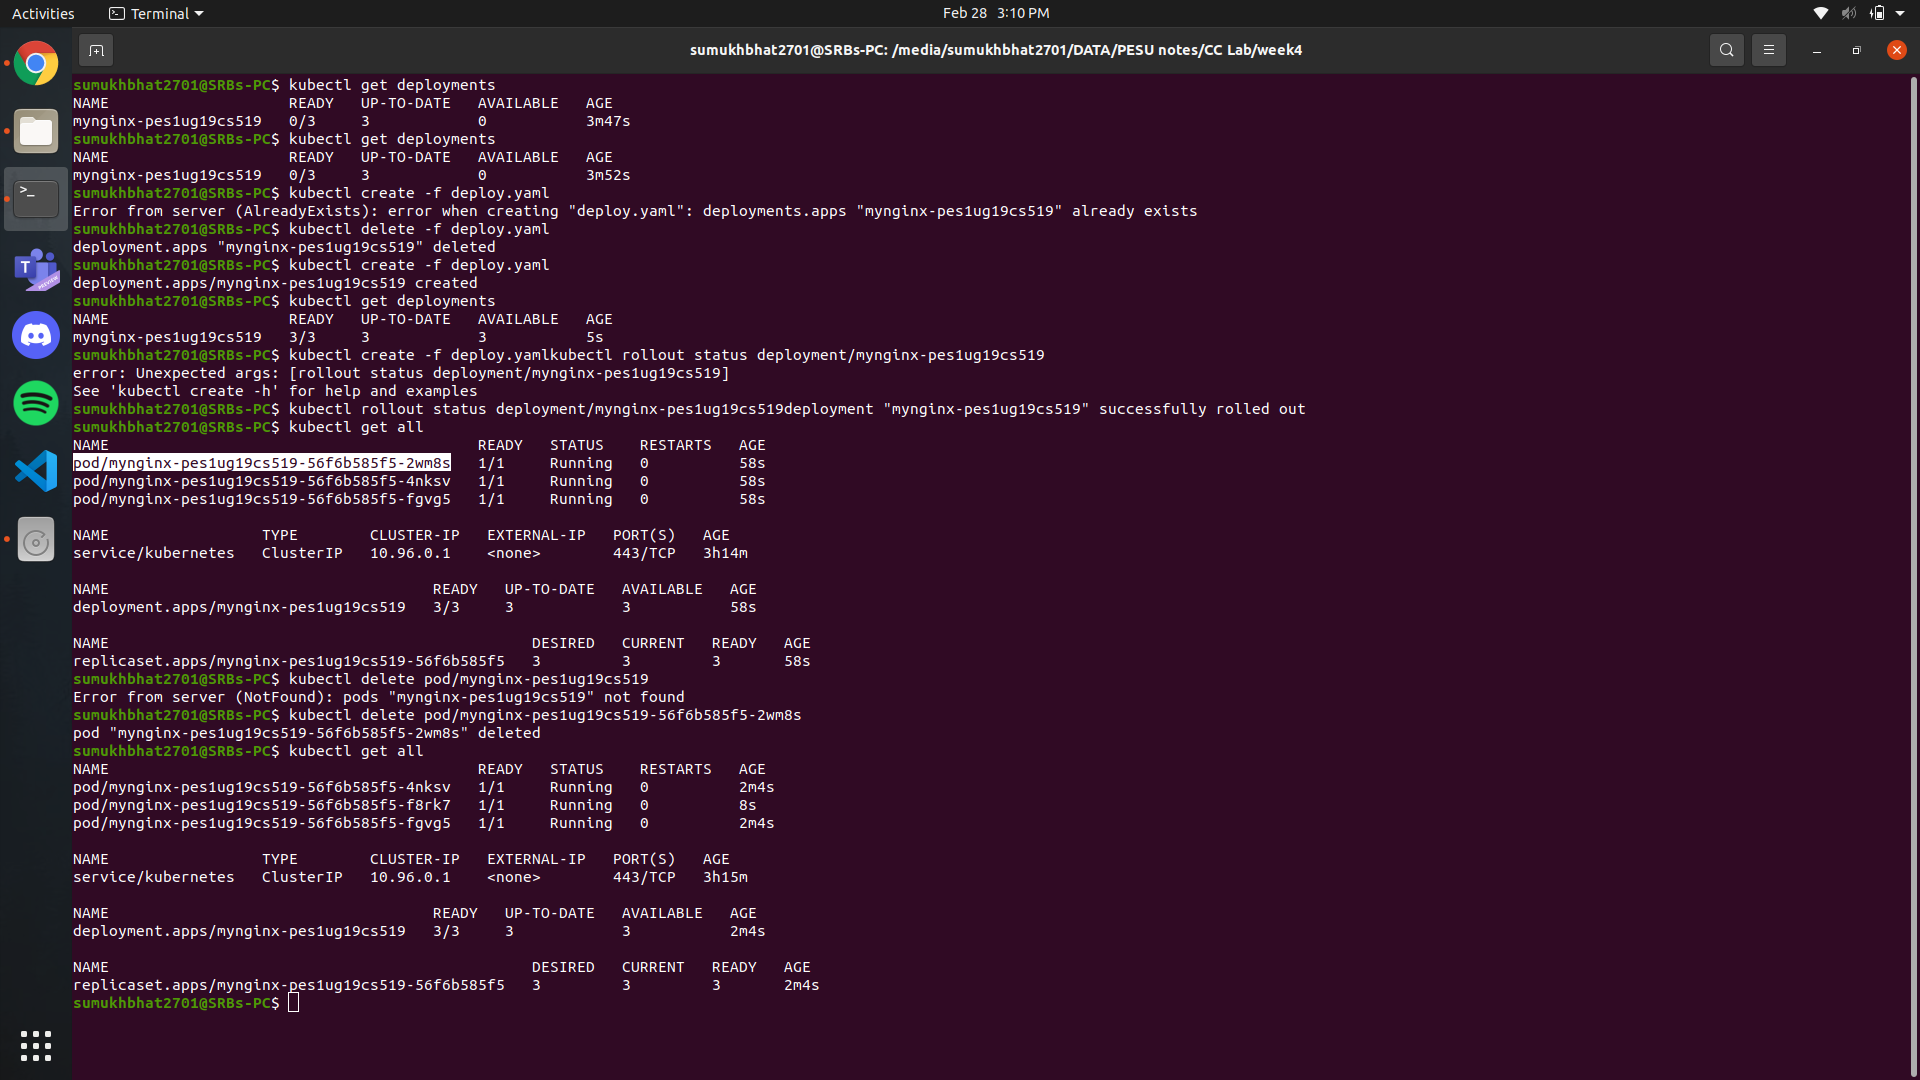 Activities Terminal Feb 28 3:10 PM
sumukhbhat2701@SRBs-PC: /media/sumukhbhat2701/DATA/PESU notes/CC Lab/week4
sumukhbhat2701@SRBs-PC$ kubectl get deployments
NAME READY UP-TO-DATE AVAILABLE AGE
mynginx-pes1ug19cs519 0/3 3 0 3m47s
sumukhbhat2701@SRBs-PC$ kubectl get deployments
NAME READY UP-TO-DATE AVAILABLE AGE
mynginx-pes1ug19cs519 0/3 3 0 3m52s
sumukhbhat2701@SRBs-PC$ kubectl create -f deploy.yaml
Error from server (AlreadyExists): error when creating "deploy.yaml": deployments.apps "mynginx-pes1ug19cs519" already exists
sumukhbhat2701@SRBs-PC$ kubectl delete -f deploy.yaml
deployment.apps "mynginx-pes1ug19cs519" deleted
sumukhbhat2701@SRBs-PC$ kubectl create -f deploy.yaml
deployment.apps/mynginx-pes1ug19cs519 created
sumukhbhat2701@SRBs-PC$ kubectl get deployments
NAME READY UP-TO-DATE AVAILABLE AGE
mynginx-pes1ug19cs519 3/3 3 3 5s
sumukhbhat2701@SRBs-PC$ kubectl create -f deploy.yamlkubectl rollout status deployment/mynginx-pes1ug19cs519
error: Unexpected args: [rollout status deployment/mynginx-pes1ug19cs519]
See 'kubectl create -h' for help and examples
sumukhbhat2701@SRBs-PC$ kubectl rollout status deployment/mynginx-pes1ug19cs519deployment "mynginx-pes1ug19cs519" successfully rolled out
sumukhbhat2701@SRBs-PC$ kubectl get all
NAME READY STATUS RESTARTS AGE
pod/mynginx-pes1ug19cs519-56f6b585f5-2wm8s 1/1 Running 0 58s
pod/mynginx-pes1ug19cs519-56f6b585f5-4nksv 1/1 Running 0 58s
pod/mynginx-pes1ug19cs519-56f6b585f5-fgvg5 1/1 Running 0 58s
NAME TYPE CLUSTER-IP EXTERNAL-IP PORT(S) AGE
service/kubernetes ClusterIP 10.96.0.1 <none> 443/TCP 3h14m
NAME READY UP-TO-DATE AVAILABLE AGE
deployment.apps/mynginx-pes1ug19cs519 3/3 3 3 58s
NAME DESIRED CURRENT READY AGE
replicaset.apps/mynginx-pes1ug19cs519-56f6b585f5 3 3 3 58s
sumukhbhat2701@SRBs-PC$ kubectl delete pod/mynginx-pes1ug19cs519
Error from server (NotFound): pods "mynginx-pes1ug19cs519" not found
sumukhbhat2701@SRBs-PC$ kubectl delete pod/mynginx-pes1ug19cs519-56f6b585f5-2wm8s
pod "mynginx-pes1ug19cs519-56f6b585f5-2wm8s" deleted
sumukhbhat2701@SRBs-PC$ kubectl get all
NAME READY STATUS RESTARTS AGE
pod/mynginx-pes1ug19cs519-56f6b585f5-4nksv 1/1 Running 0 2m4s
pod/mynginx-pes1ug19cs519-56f6b585f5-f8rk7 1/1 Running 0 8s
pod/mynginx-pes1ug19cs519-56f6b585f5-fgvg5 1/1 Running 0 2m4s
NAME TYPE CLUSTER-IP EXTERNAL-IP PORT(S) AGE
service/kubernetes ClusterIP 10.96.0.1 <none> 443/TCP 3h15m
NAME READY UP-TO-DATE AVAILABLE AGE
deployment.apps/mynginx-pes1ug19cs519 3/3 3 3 2m4s
NAME DESIRED CURRENT READY AGE
replicaset.apps/mynginx-pes1ug19cs519-56f6b585f5 3 3 3 2m4s
sumukhbhat2701@SRBs-PC$